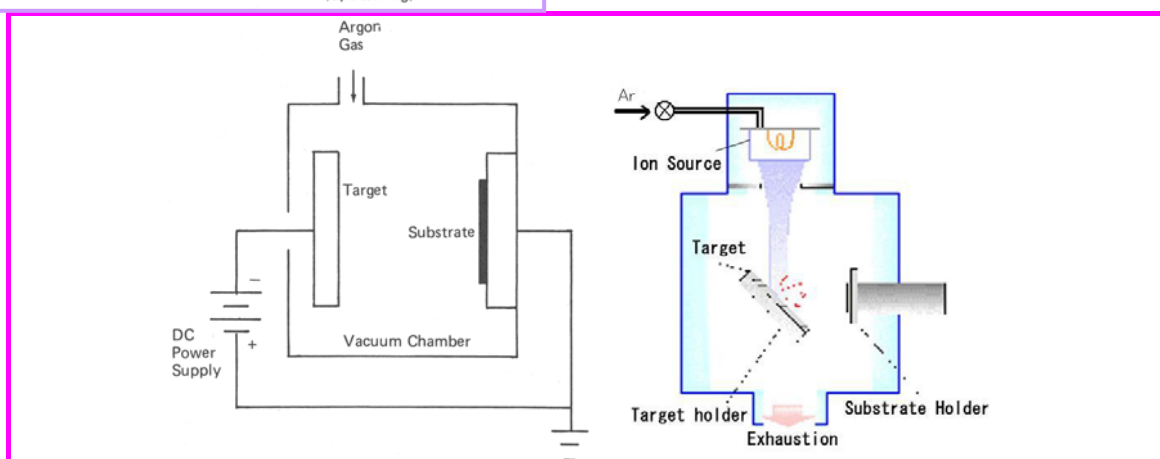 Argon
Gas
Target
Substrate
−
+
DC
Power
Supply
Vacuum Chamber
Ar
Ion Source
Target
Target holder
Substrate Holder
Exhaustion